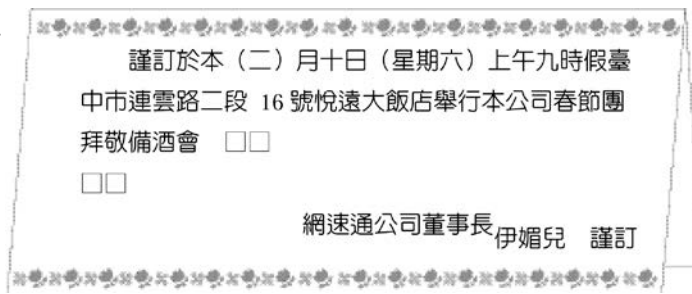 謹訂於本（二）月十日（星期六）上午九時假臺
中市連雲路二段 16 號悅遠大飯店舉行本公司春節團
拜敬備酒會　□□
□□
網速通公司董事長伊媚兒　謹訂